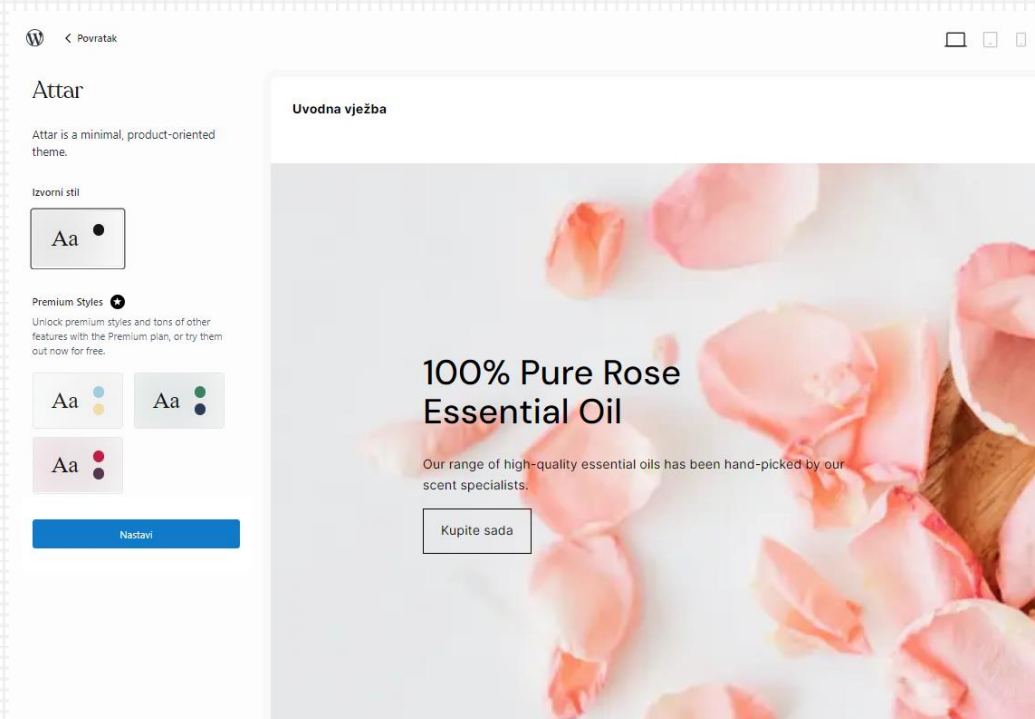 Povratak
Attar
Attar is a minimal, product-oriented
theme.
Izvorni stil
Aa
Premium Styles
Unlock premium styles and tons of other
features with the Premium plan, or try them
out now for free.
Aa
Aa
Aa
Nastavi
Uvodna vježba
100% Pure Rose
Essential Oil
Our range of high-quality essential oils has been hand-picked by our
scent specialists.
Kupite sada